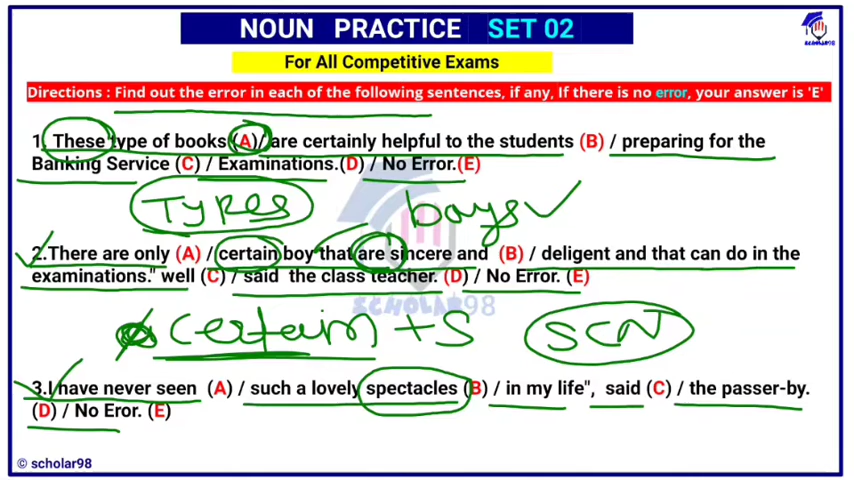 NOUN PRACTICE SET 02
SCHOLAR98
For All Competitive Exams
Directions : Find out the error in each of the following sentences, if any, If there is no error, your answer is 'E'
1. These type of books (A)/ are certainly helpful to the students (B) / preparing for the
Banking Service (C) / Examinations.(D) / No Error.(E)
TYPES boys
2.There are only (A) / certain boy that are sincere and (B) / deligent and that can do in the
examinations." well (C) / said the class teacher. (D) / No Error. (E)
SCHOLAR98
certain + S SCN
3.I have never seen (A) / such a lovely spectacles (B) / in my life", said (C) / the passer-by.
(D) / No Eror. (E)
© scholar98